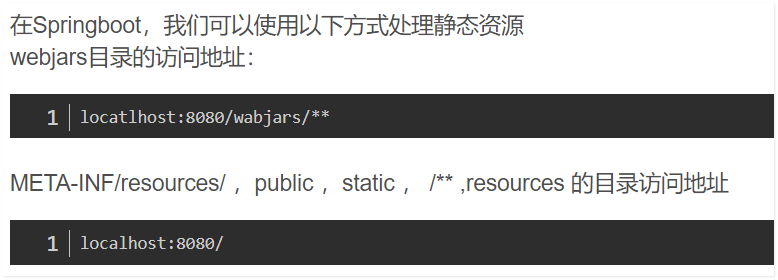 在Springboot，我们可以使用以下方式处理静态资源
webjars目录的访问地址：
1 locatlhost:8080/wabjars/**
META-INF/resources/ ，public ，static ， /** ,resources 的目录访问地址
1 localhost:8080/